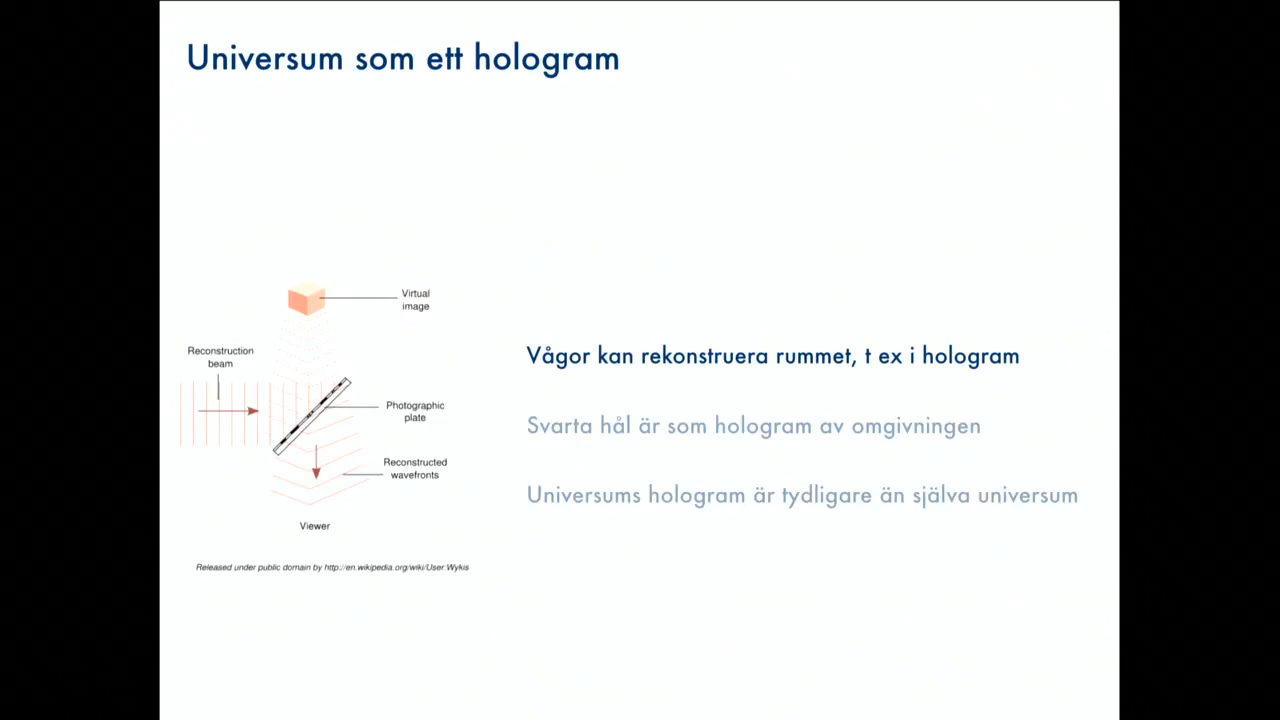 Universum som ett hologram
Virtual
image
Reconstruction
beam
Photographic
plate
Reconstructed
wavefronts
Viewer
Released under public domain by http://en.wikipedia.org/wiki/User:Wykis
Vågor kan rekonstruera rummet, t ex i hologram
Svarta hål är som hologram av omgivningen
Universums hologram är tydligare än själva universum